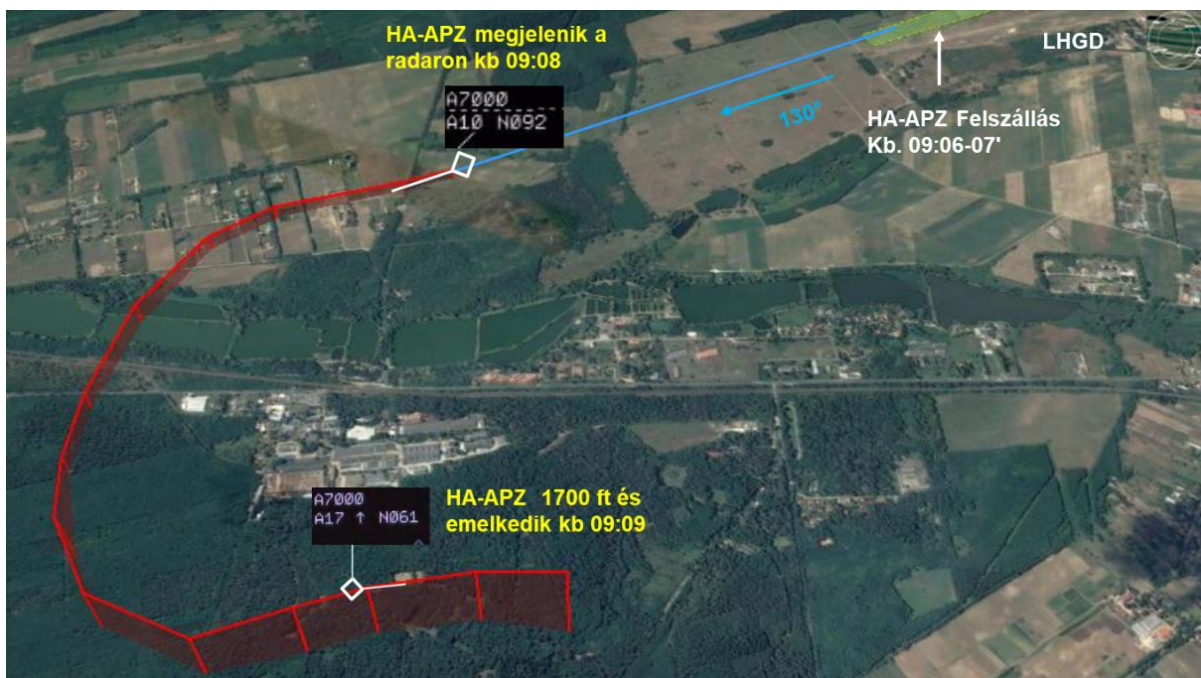 HA-APZ megjelenik a
radaron kb 09:08
A7000
A10 N092
130°
LHGD
HA-APZ Felszállás
Kb. 09:06-07'
A7000
A17 ↑ N061
HA-APZ 1700 ft és
emelkedik kb 09:09